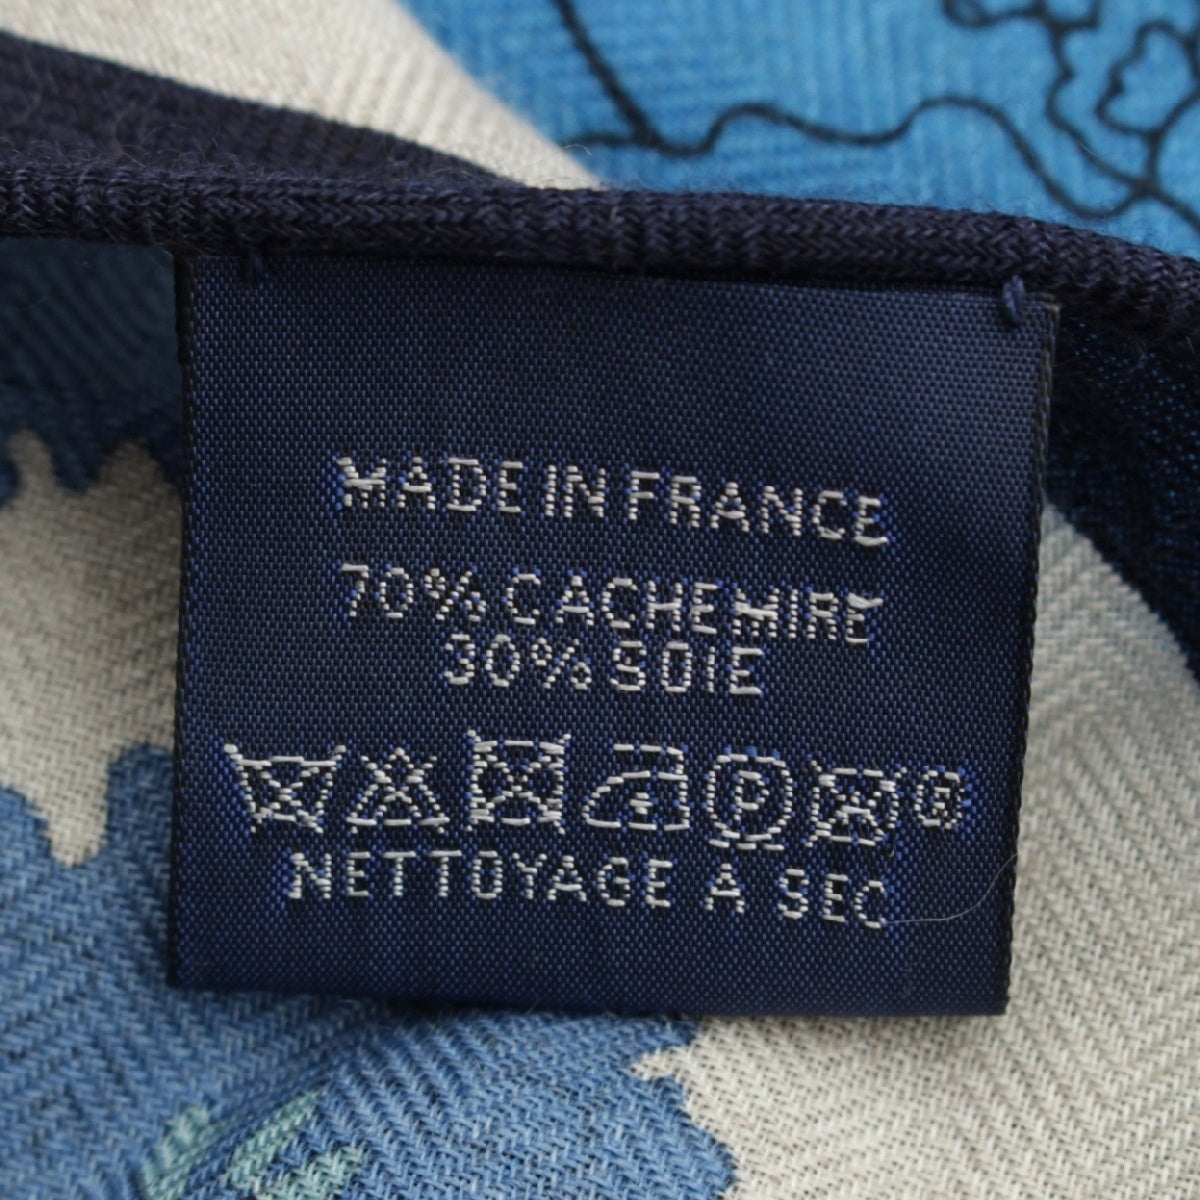 MADE IN FRANCE
70% CACHEMIRE
30% SOIE
P
NETTOYAGE A SEC